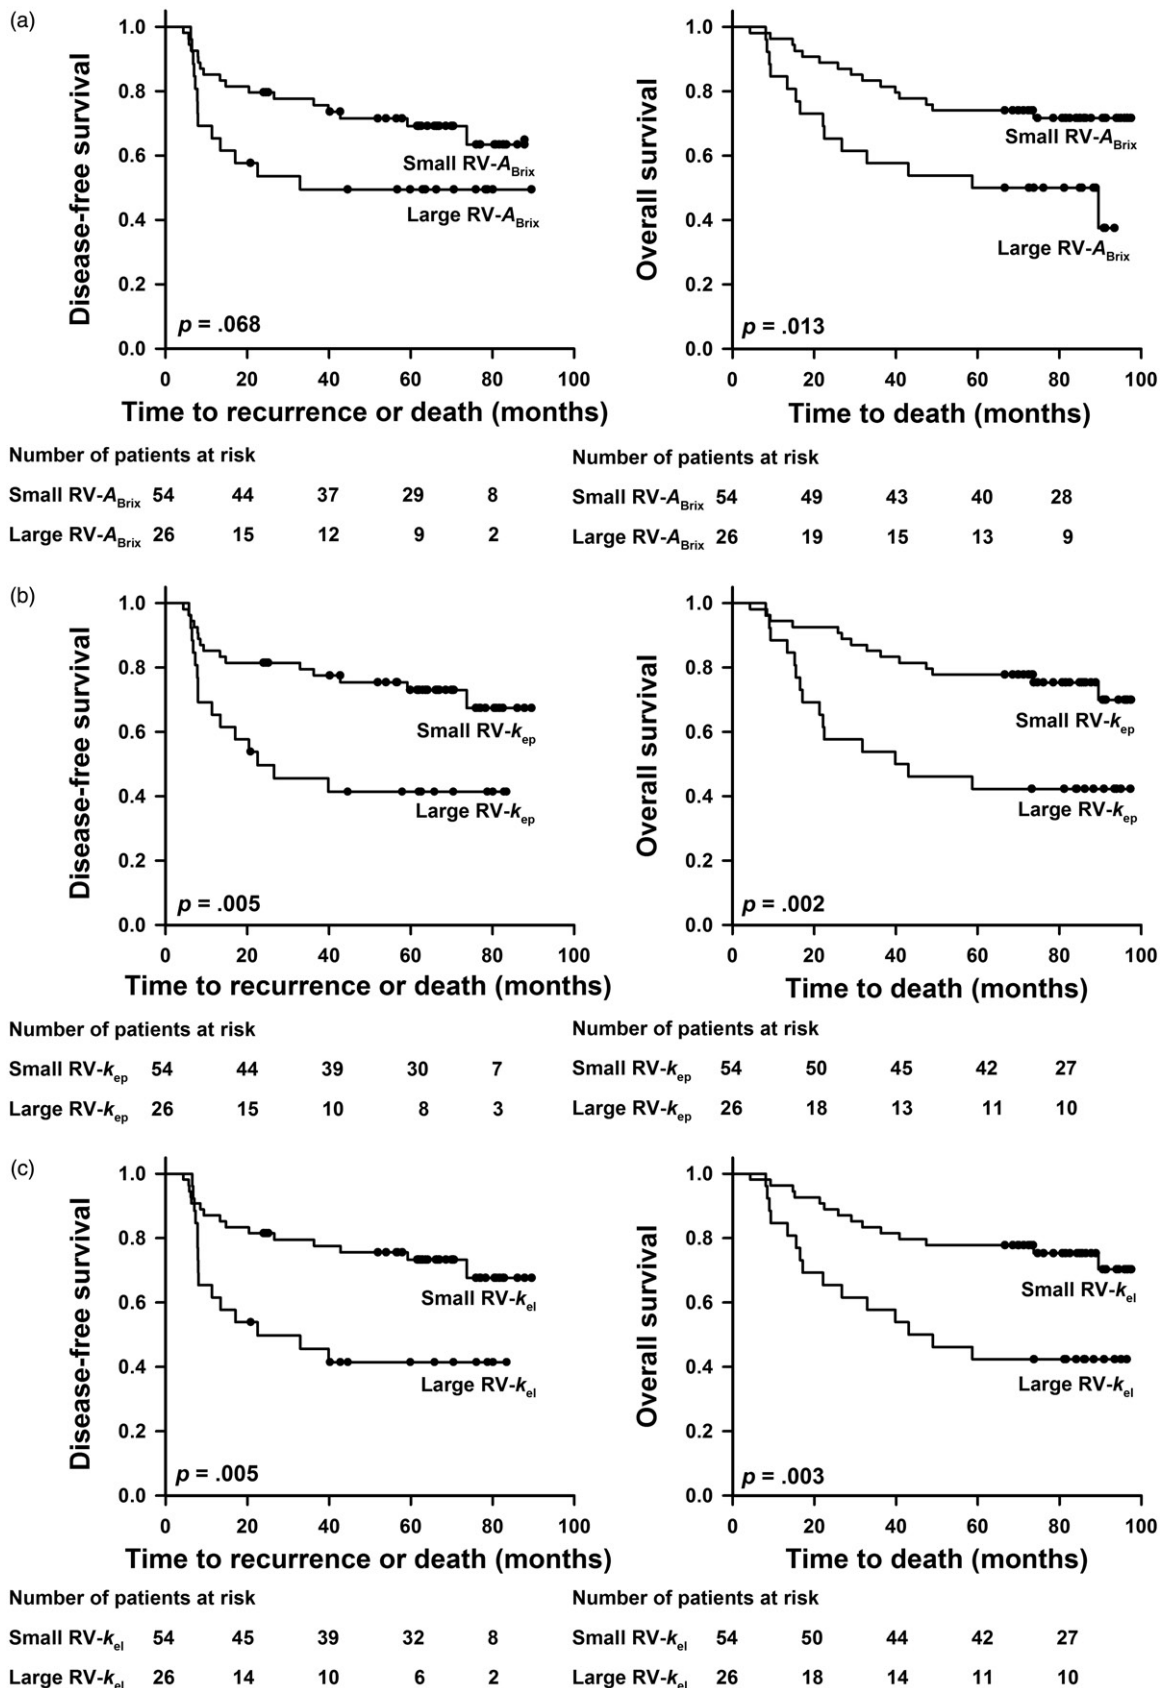 (a)
Disease-free survival
1.0
0.8
0.6
0.4
0.2
0.0
Small RV-A_Brix
Large RV-A_Brix
p = .068
0 20 40 60 80 100
Time to recurrence or death (months)
Number of patients at risk
Small RV-A_Brix 54 44 37 29 8
Large RV-A_Brix 26 15 12 9 2
Overall survival
1.0
0.8
0.6
0.4
0.2
0.0
Small RV-A_Brix
Large RV-A_Brix
p = .013
0 20 40 60 80 100
Time to death (months)
Number of patients at risk
Small RV-A_Brix 54 49 43 40 28
Large RV-A_Brix 26 19 15 13 9
(b)
Disease-free survival
1.0
0.8
0.6
0.4
0.2
0.0
Small RV-k_ep
Large RV-k_ep
p = .005
0 20 40 60 80 100
Time to recurrence or death (months)
Number of patients at risk
Small RV-k_ep 54 44 39 30 7
Large RV-k_ep 26 15 10 8 3
Overall survival
1.0
0.8
0.6
0.4
0.2
0.0
Small RV-k_ep
Large RV-k_ep
p = .002
0 20 40 60 80 100
Time to death (months)
Number of patients at risk
Small RV-k_ep 54 50 45 42 27
Large RV-k_ep 26 18 13 11 10
(c)
Disease-free survival
1.0
0.8
0.6
0.4
0.2
0.0
Small RV-k_el
Large RV-k_el
p = .005
0 20 40 60 80 100
Time to recurrence or death (months)
Number of patients at risk
Small RV-k_el 54 45 39 32 8
Large RV-k_el 26 14 10 6 2
Overall survival
1.0
0.8
0.6
0.4
0.2
0.0
Small RV-k_el
Large RV-k_el
p = .003
0 20 40 60 80 100
Time to death (months)
Number of patients at risk
Small RV-k_el 54 50 44 42 27
Large RV-k_el 26 18 14 11 10